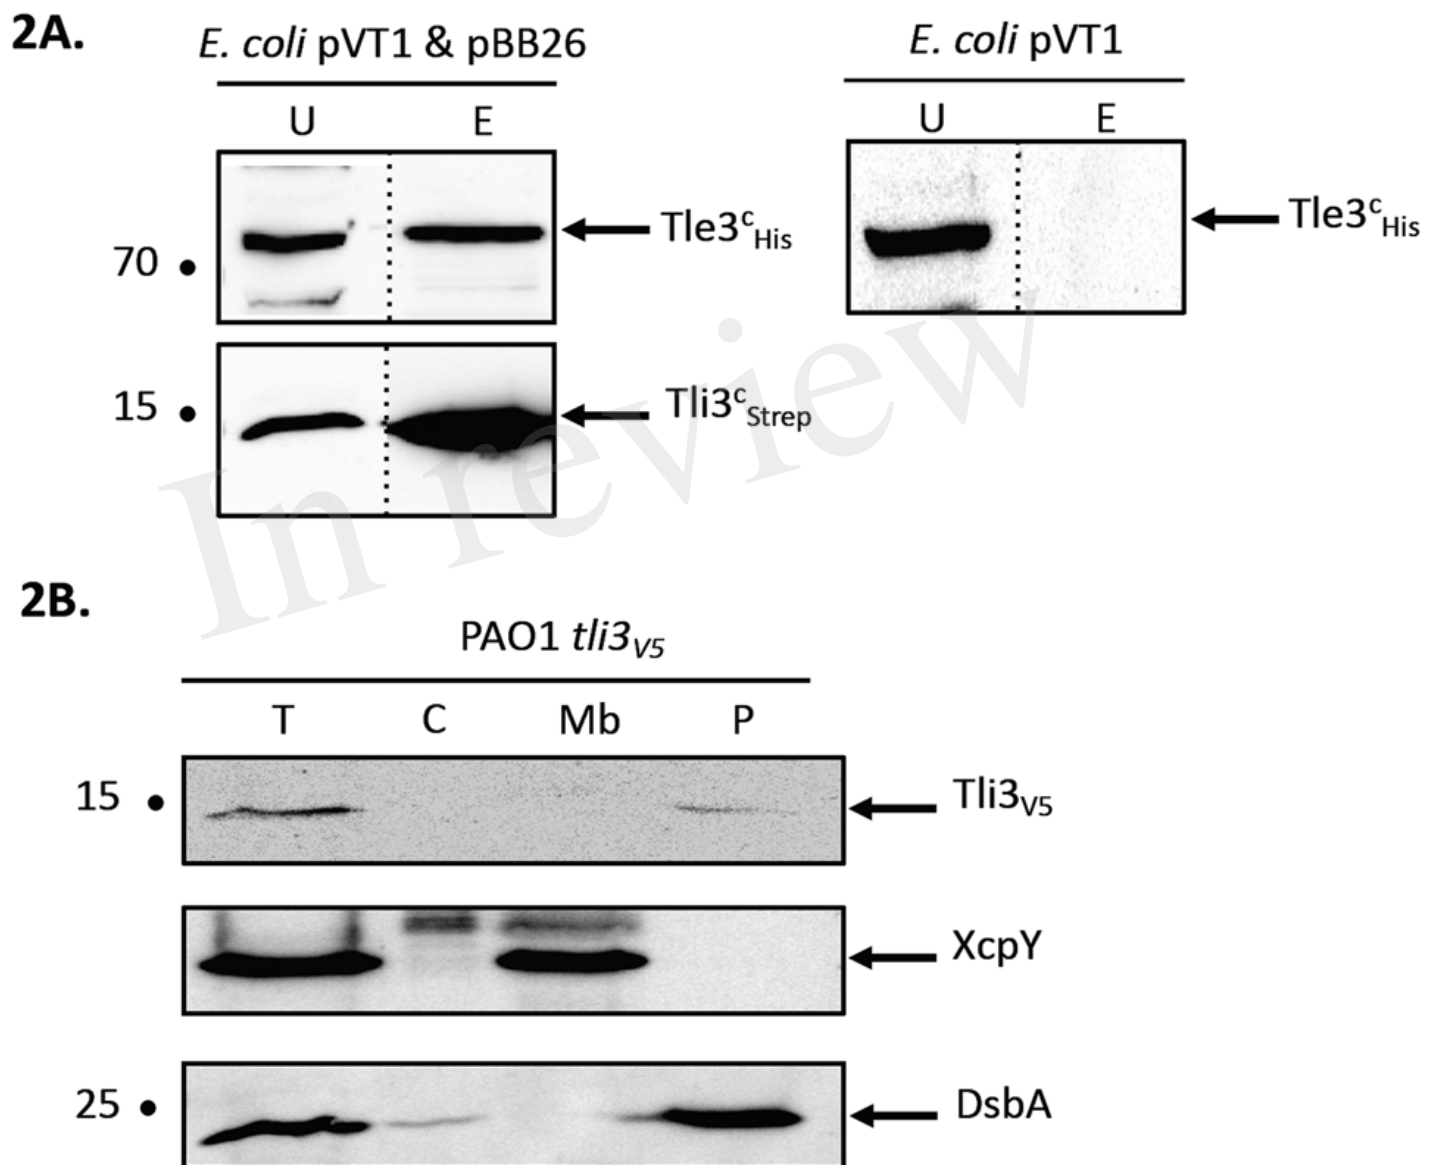 2A.
E. coli pVT1 & pBB26
E. coli pVT1
U E
U E
70 •
Tle3ᶜHis
Tle3ᶜHis
15 •
Tli3ᶜStrep
In review
2B.
PAO1 tli3V5
T C Mb P
15 •
Tli3V5
XcpY
25 •
DsbA